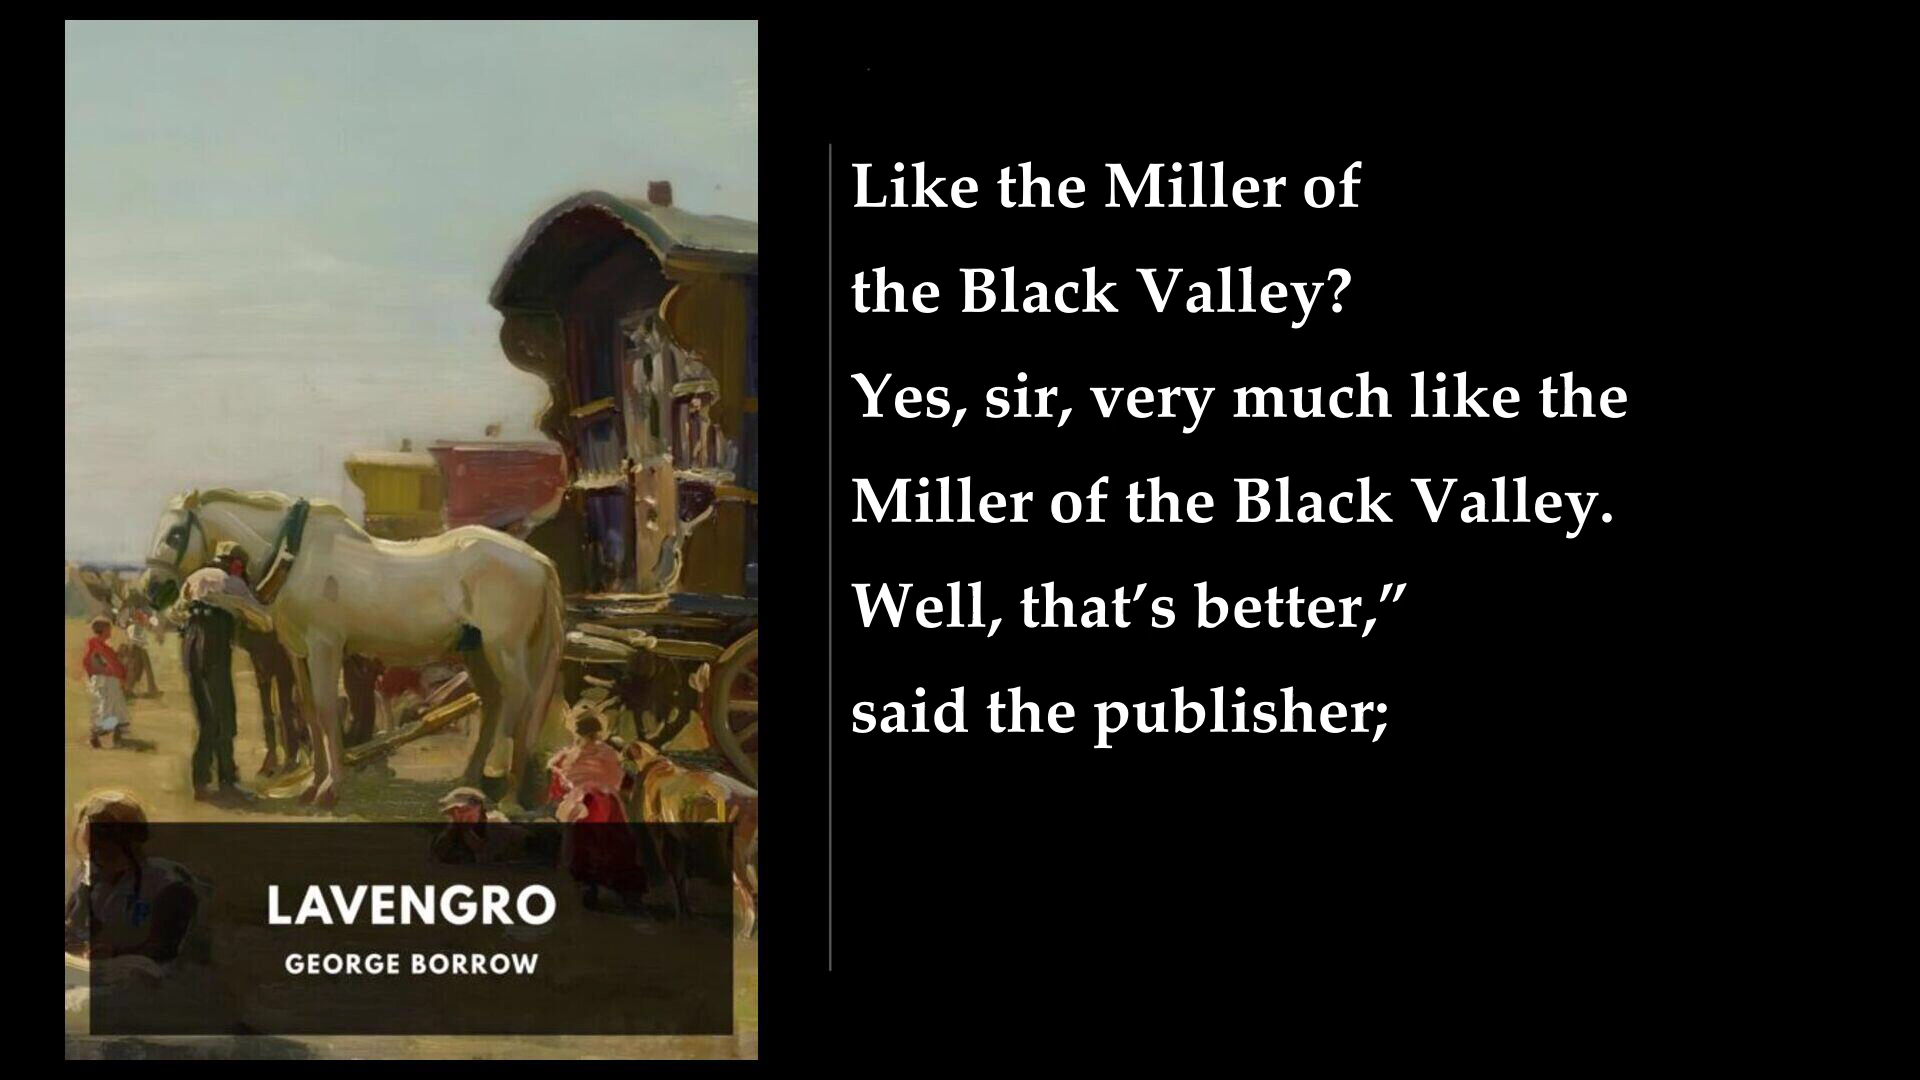 Like the Miller of
the Black Valley?
Yes, sir, very much like the
Miller of the Black Valley.
Well, that’s better,”
said the publisher;
LAVENGRO
GEORGE BORROW